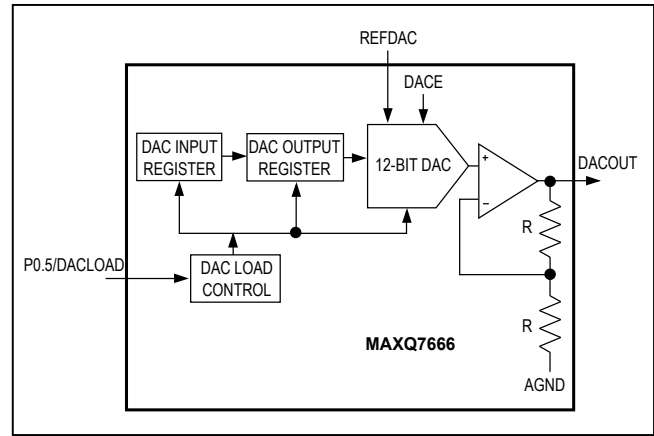 REFDAC
DACE
DAC INPUT
REGISTER
DAC OUTPUT
REGISTER
12-BIT DAC
+
−
DACOUT
R
P0.5/DACLOAD
DAC LOAD
CONTROL
R
MAXQ7666
AGND